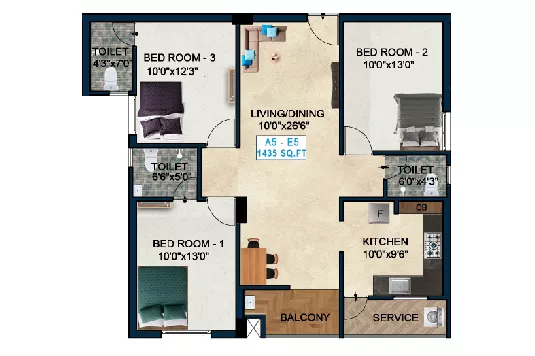 TOILET
4'3"x7'0"
BED ROOM - 3
10'0"x12'3"
BED ROOM - 2
10'0"x13'0"
LIVING/DINING
10'0"x26'6"
A5 - E5
1435 SQ.FT
TOILET
6'6"x5'0"
TOILET
6'0"x4'3"
BED ROOM - 1
10'0"x13'0"
F
CB
KITCHEN
10'0"x9'6"
BALCONY
SERVICE